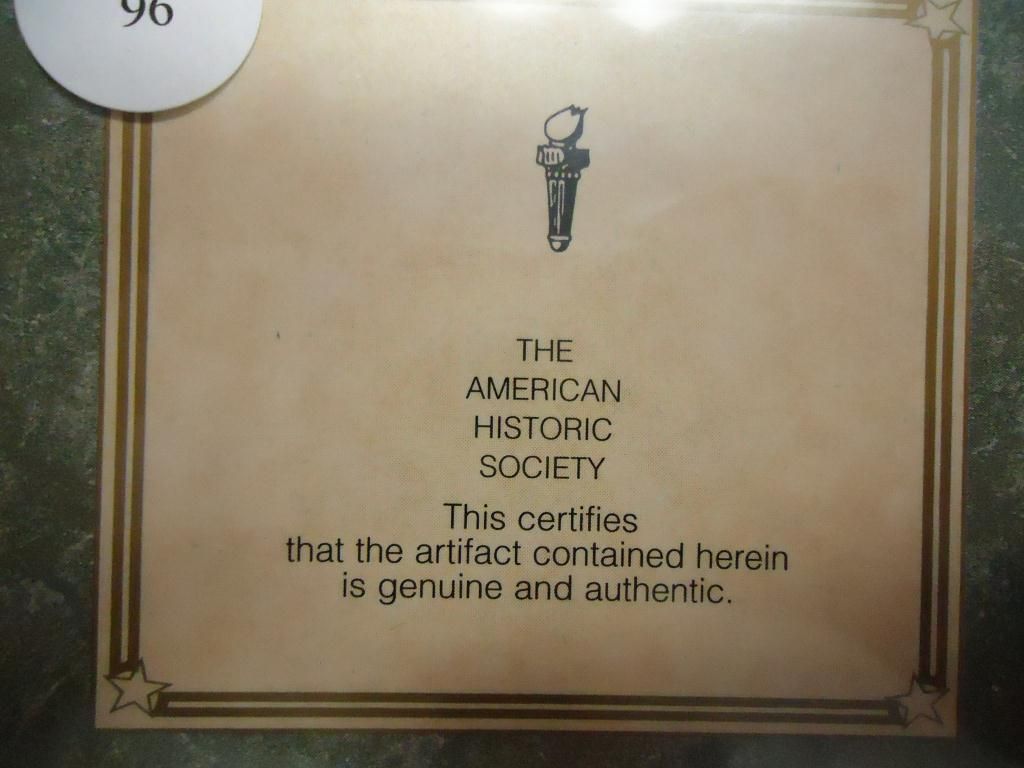 96
THE
AMERICAN
HISTORIC
SOCIETY
This certifies
that the artifact contained herein
is genuine and authentic.